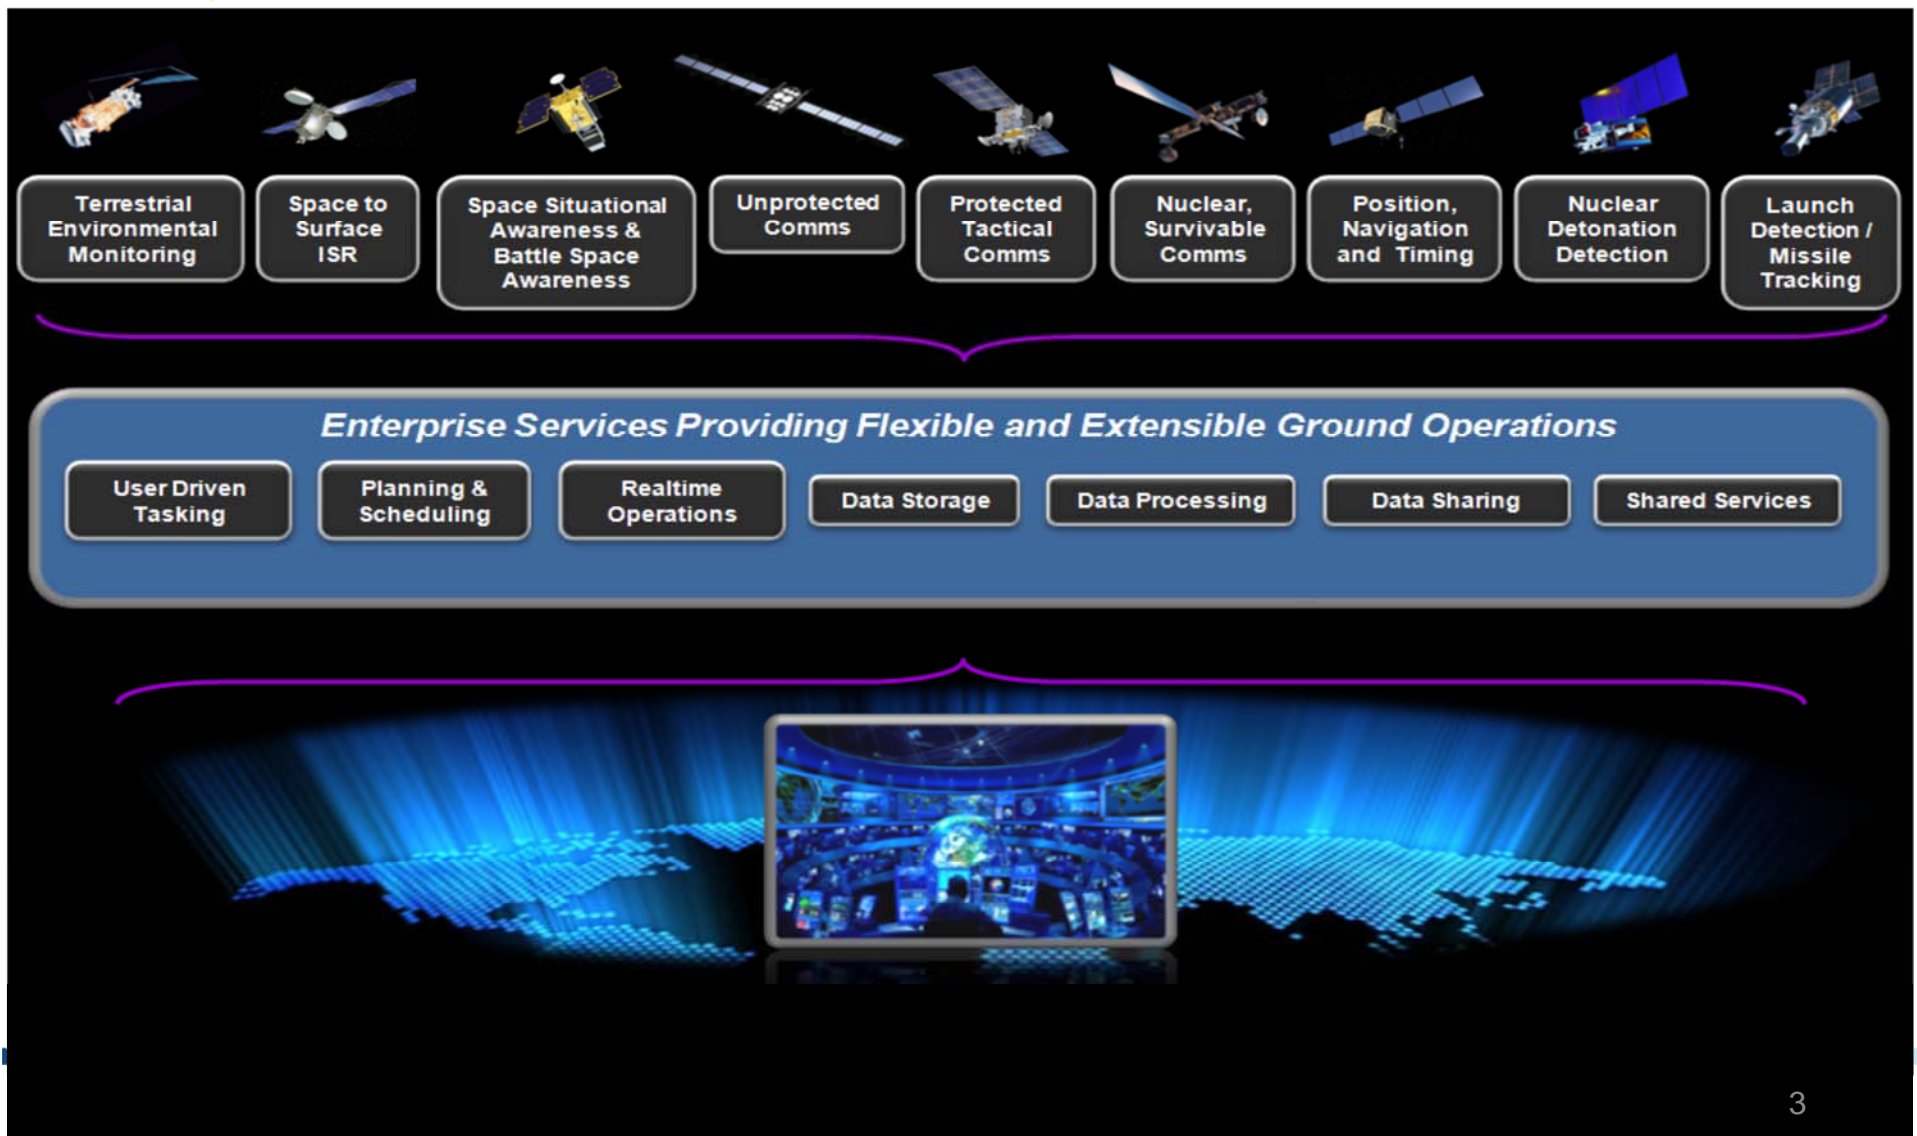 Terrestrial
Environmental
Monitoring
Space to
Surface
ISR
Space Situational
Awareness &
Battle Space
Awareness
Unprotected
Comms
Protected
Tactical
Comms
Nuclear,
Survivable
Comms
Position,
Navigation
and Timing
Nuclear
Detonation
Detection
Launch
Detection /
Missile
Tracking
Enterprise Services Providing Flexible and Extensible Ground Operations
User Driven
Tasking
Planning &
Scheduling
Realtime
Operations
Data Storage
Data Processing
Data Sharing
Shared Services
3